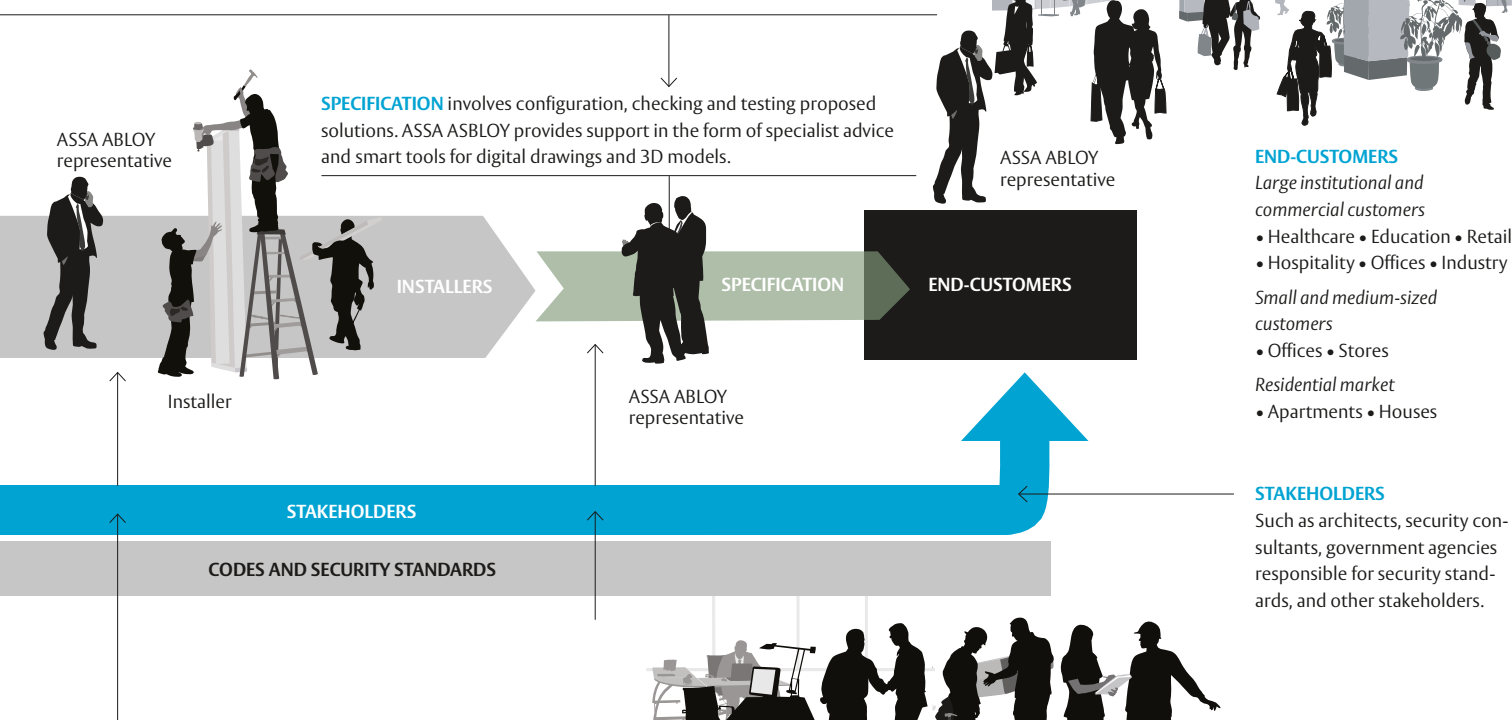 SPECIFICATION involves configuration, checking and testing proposed
solutions. ASSA ASBLOY provides support in the form of specialist advice
and smart tools for digital drawings and 3D models.
ASSA ABLOY
representative
ASSA ABLOY
representative
INSTALLERS
SPECIFICATION
END-CUSTOMERS
Installer
ASSA ABLOY
representative
STAKEHOLDERS
CODES AND SECURITY STANDARDS
END-CUSTOMERS
Large institutional and
commercial customers
• Healthcare • Education • Retail
• Hospitality • Offices • Industry
Small and medium-sized
customers
• Offices • Stores
Residential market
• Apartments • Houses
STAKEHOLDERS
Such as architects, security con-
sultants, government agencies
responsible for security stand-
ards, and other stakeholders.